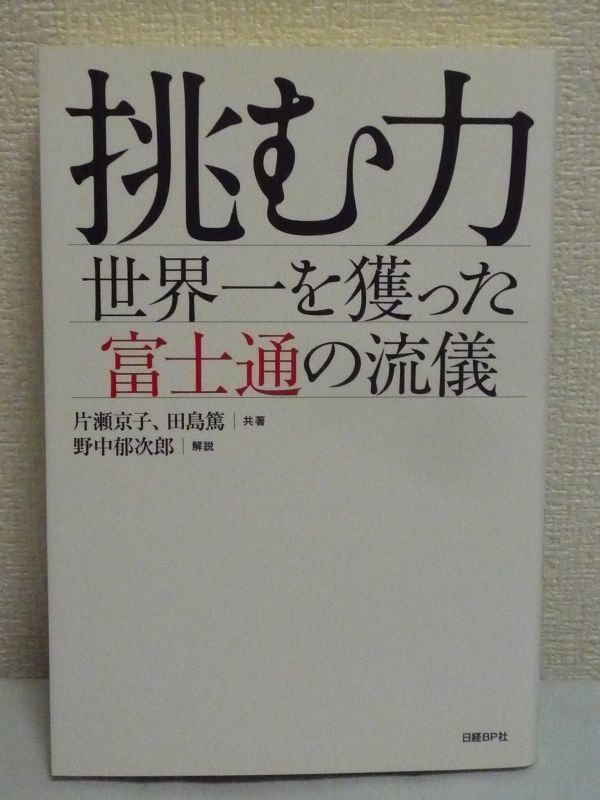 挑む力
世界一を獲った
富士通の流儀
片瀬京子、田島篤|共著
野中郁次郎|解説
日経BP社